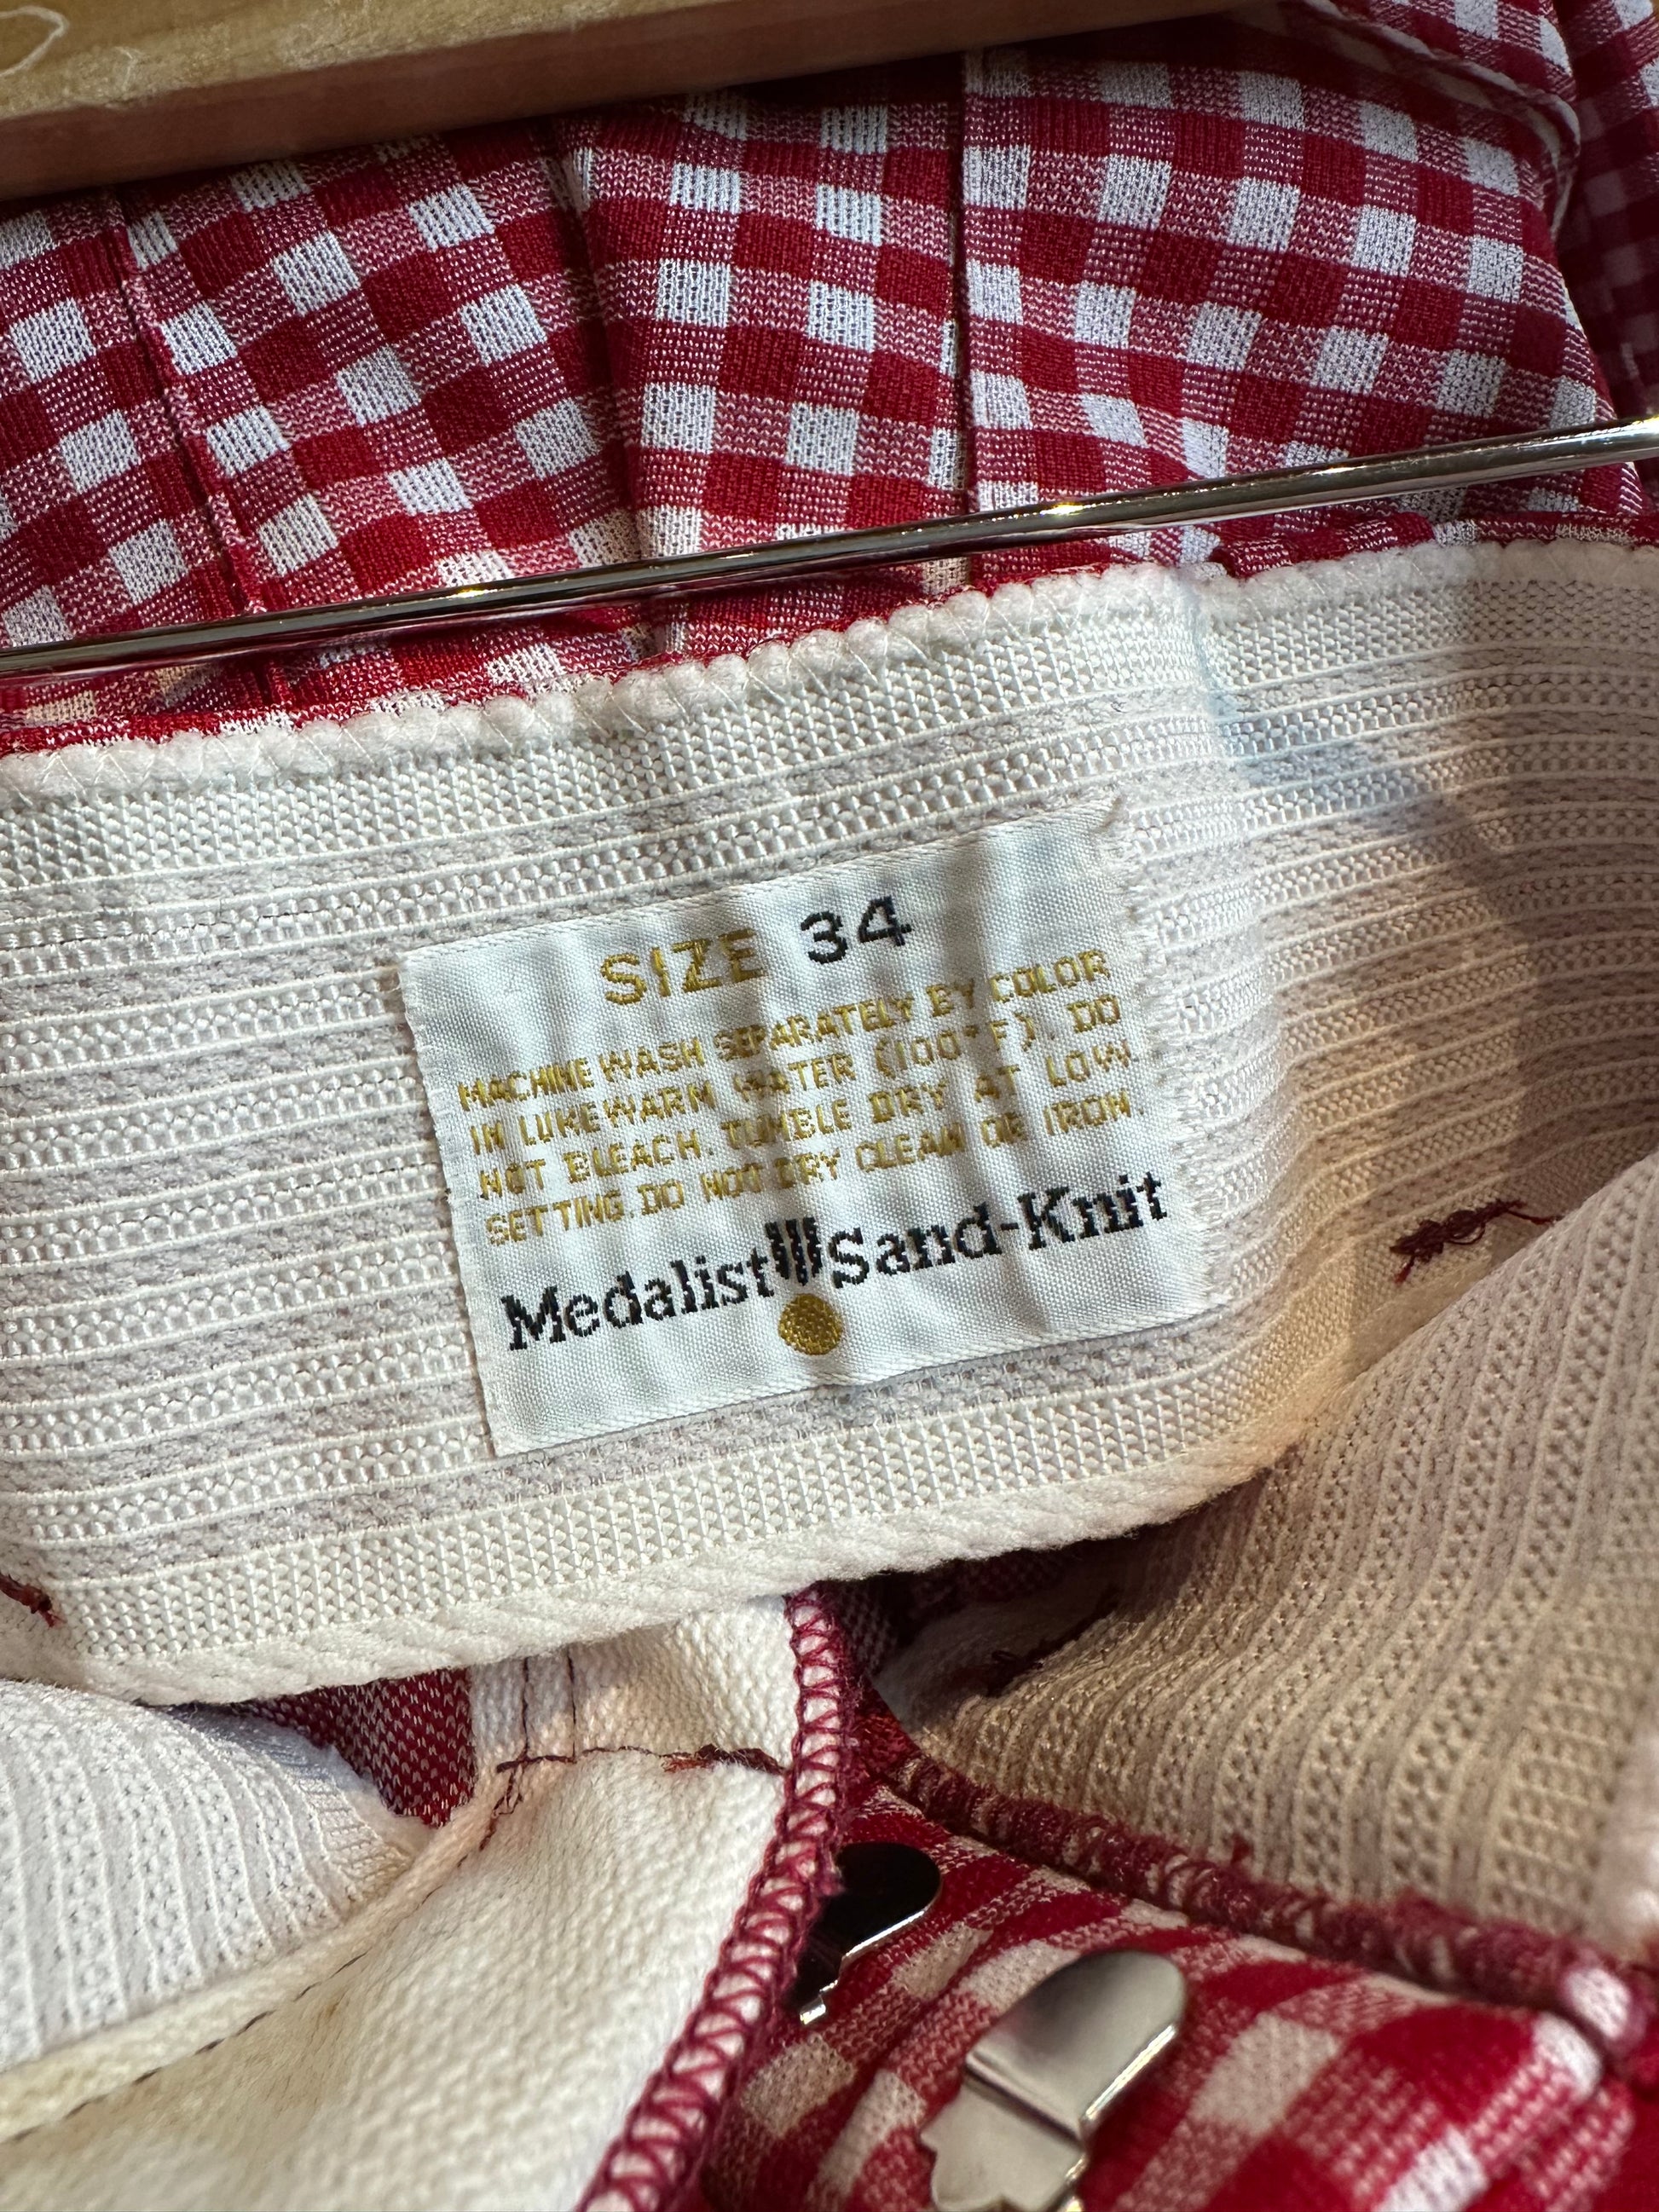 SIZE 34
MACHINE WASH SEPARATELY BY COLOR
IN LUKEWARM WATER (100°F). DO
NOT BLEACH. TUMBLE DRY AT LOW
SETTING. DO NOT DRY CLEAN OR IRON.
Medalist Sand-Knit